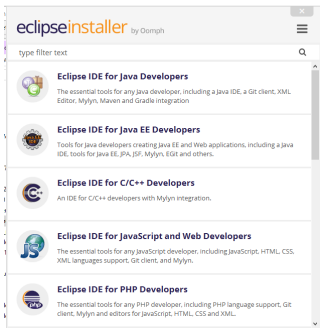 eclipseinstaller by Oomph
type filter text
Eclipse IDE for Java Developers
The essential tools for any Java developer, including a Java IDE, a Git client, XML
Editor, Mylyn, Maven and Gradle integration
Eclipse IDE for Java EE Developers
Tools for Java developers creating Java EE and Web applications, including a Java
IDE, tools for Java EE, JPA, JSF, Mylyn, EGit and others.
Eclipse IDE for C/C++ Developers
An IDE for C/C++ developers with Mylyn integration.
Eclipse IDE for JavaScript and Web Developers
The essential tools for any JavaScript developer, including JavaScript, HTML, CSS,
XML languages support, Git client, and Mylyn.
Eclipse IDE for PHP Developers
The essential tools for any PHP developer, including PHP language support, Git
client, Mylyn and editors for JavaScript, HTML, CSS and XML.